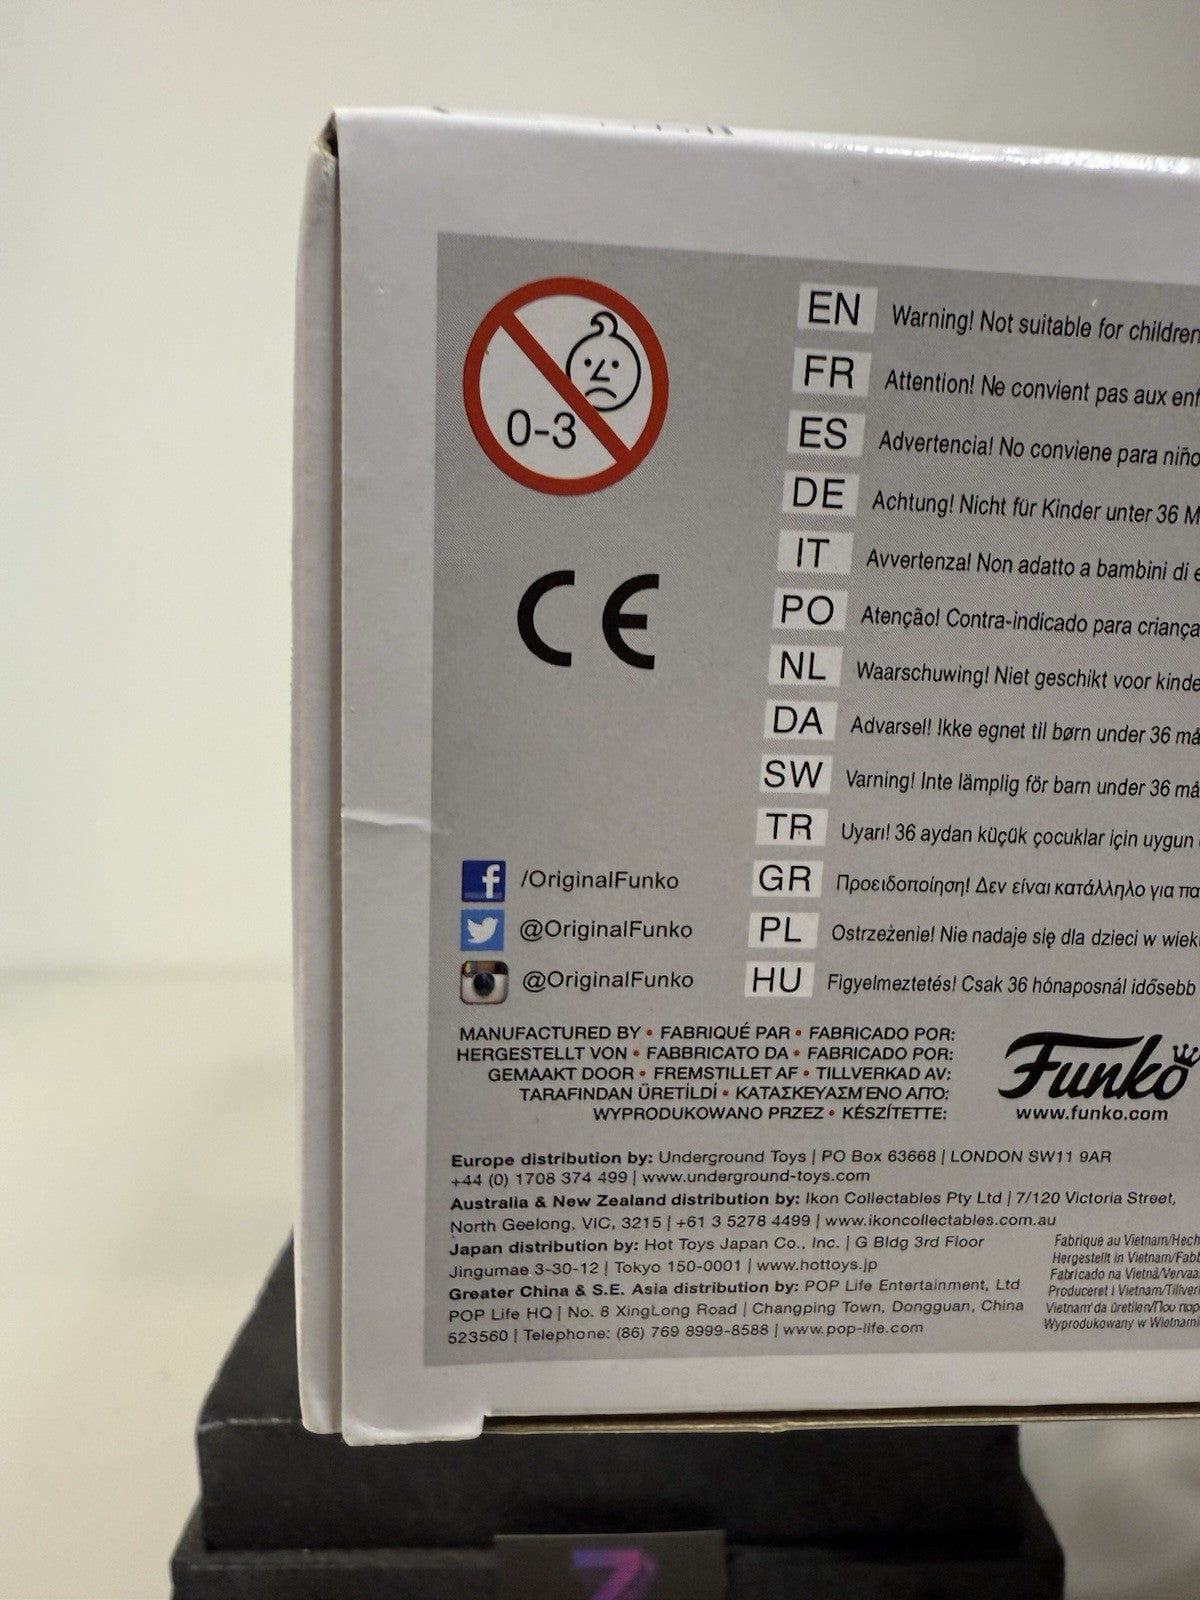 0-3
CE
EN Warning! Not suitable for children
FR Attention! Ne convient pas aux enf
ES Advertencia! No conviene para niño
DE Achtung! Nicht für Kinder unter 36 M
IT Avvertenza! Non adatto a bambini di e
PO Atenção! Contra-indicado para criança
NL Waarschuwing! Niet geschikt voor kinde
DA Advarsel! Ikke egnet til børn under 36 må
SW Varning! Inte lämplig för barn under 36 må
TR Uyarı! 36 aydan küçük çocuklar için uygun
GR Προειδοποίηση! Δεν είναι κατάλληλο για πα
PL Ostrzeżenie! Nie nadaje się dla dzieci w wiek
HU Figyelmeztetés! Csak 36 hónaposnál idősebb
/OriginalFunko
@OriginalFunko
@OriginalFunko
MANUFACTURED BY • FABRIQUÉ PAR • FABRICADO POR:
HERGESTELLT VON • FABBRICATO DA • FABRICADO POR:
GEMAAKT DOOR • FREMSTILLET AF • TILLVERKAD AV:
TARAFINDAN ÜRETİLDİ • ΚΑΤΑΣΚΕΥΑΣΜΈΝΟ ΑΠΌ:
WYPRODUKOWANO PRZEZ • KÉSZÍTETTE:
Funko
www.funko.com
Europe distribution by: Underground Toys | PO Box 63668 | LONDON SW11 9AR
+44 (0) 1708 374 499 | www.underground-toys.com
Australia & New Zealand distribution by: Ikon Collectables Pty Ltd | 7/120 Victoria Street,
North Geelong, VIC, 3215 | +61 3 5278 4499 | www.ikoncollectables.com.au
Japan distribution by: Hot Toys Japan Co., Inc. | G Bldg 3rd Floor
Jingumae 3-30-12 | Tokyo 150-0001 | www.hottoys.jp
Greater China & S.E. Asia distribution by: POP Life Entertainment, Ltd
POP Life HQ | No. 8 XingLong Road | Changping Town, Dongguan, China
523560 | Telephone: (86) 769 8999-8588 | www.pop-life.com
Fabriqué au Vietnam/Hech
Hergestellt in Vietnam/Fabb
Fabricado na Vietnã/Vervaa
Produceret i Vietnam/Tillver
Vietnam'da üretilen/Που παρ
Wyprodukowany w Wietnami